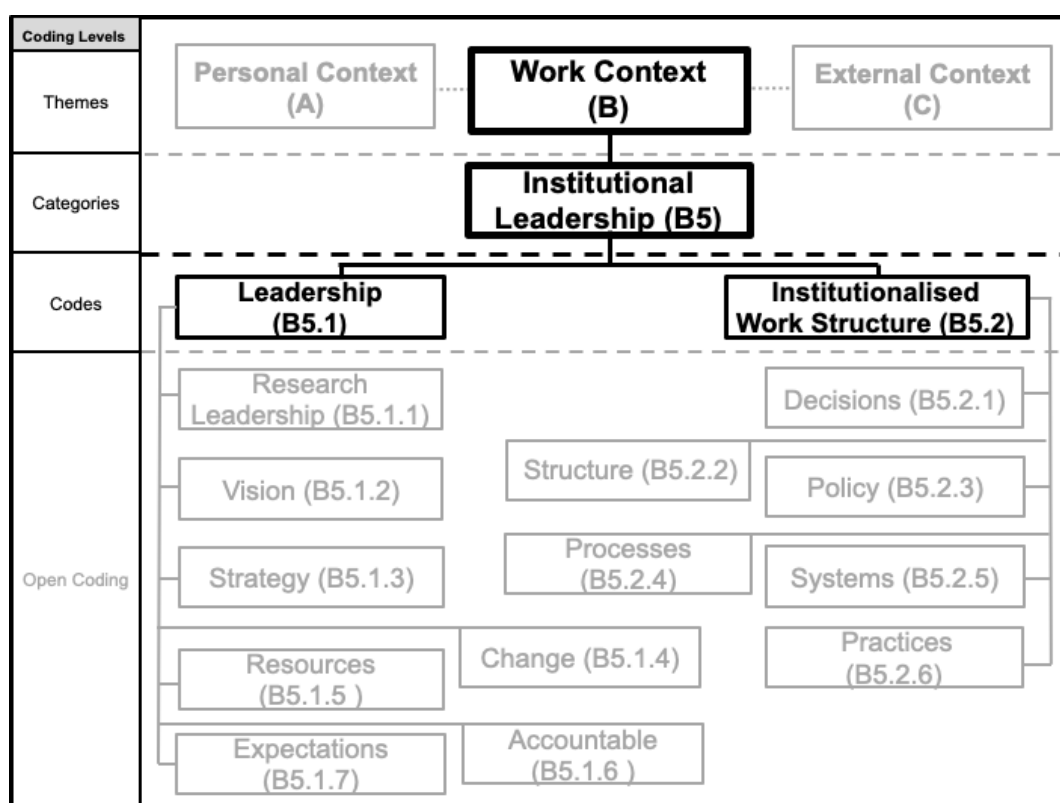 Coding Levels
Themes
Personal Context
(A)
Work Context
(B)
External Context
(C)
Categories
Institutional
Leadership (B5)
Codes
Leadership
(B5.1)
Institutionalised
Work Structure (B5.2)
Open Coding
Research
Leadership (B5.1.1)
Decisions (B5.2.1)
Vision (B5.1.2)
Structure (B5.2.2)
Policy (B5.2.3)
Strategy (B5.1.3)
Processes
(B5.2.4)
Systems (B5.2.5)
Resources
(B5.1.5 )
Change (B5.1.4)
Practices
(B5.2.6)
Expectations
(B5.1.7)
Accountable
(B5.1.6 )